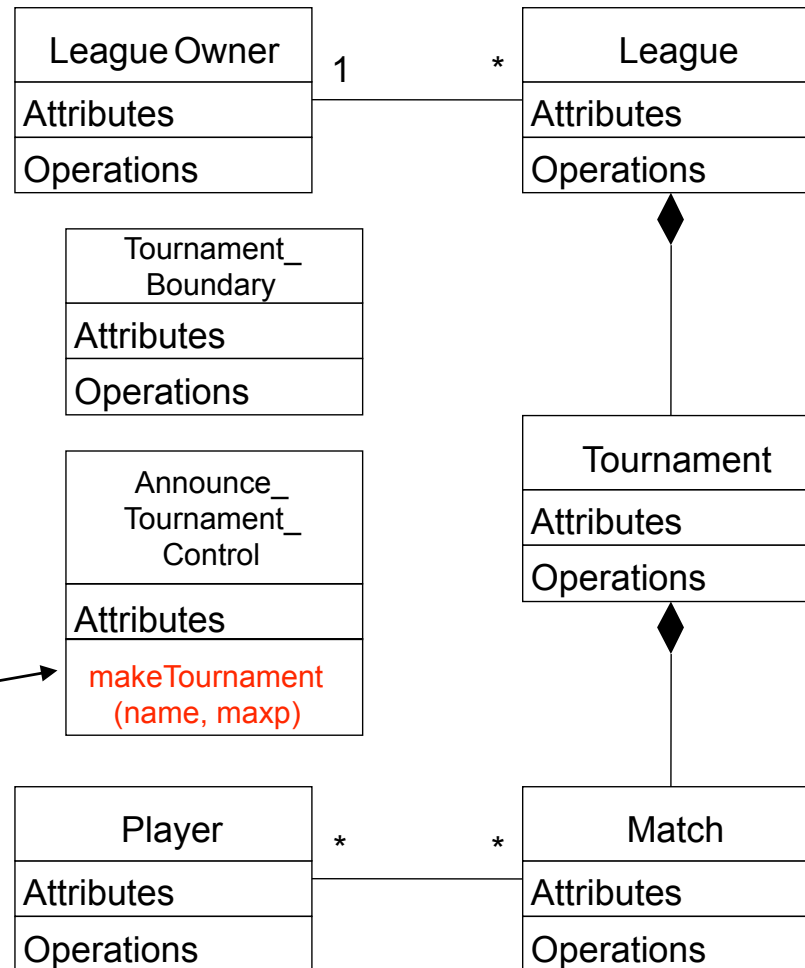 League Owner
Attributes
Operations
1
*
League
Attributes
Operations
Tournament_
Boundary
Attributes
Operations
Announce_
Tournament_
Control
Attributes
makeTournament
(name, maxp)
Tournament
Attributes
Operations
Player
Attributes
Operations
*
*
Match
Attributes
Operations